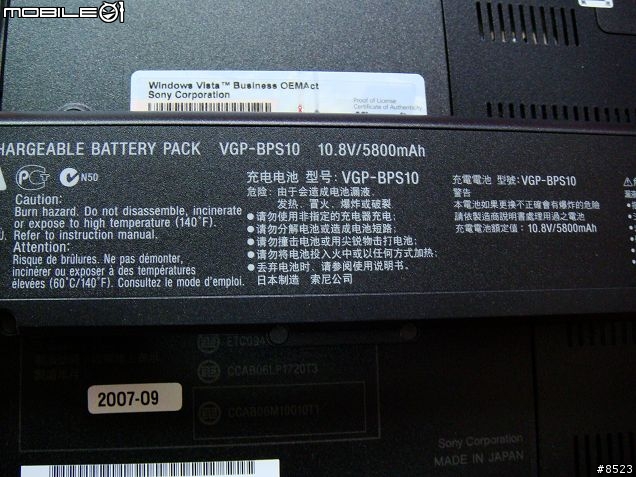 MOBILE01
Windows Vista™ Business OEMAct
Sony Corporation
Proof of License
Certificate of Authenticity
HARGEABLE BATTERY PACK VGP-BPS10 10.8V/5800mAh
N50
Caution:
Burn hazard. Do not disassemble, incinerate
or expose to high temperature (140°F).
Refer to instruction manual.
Attention:
Risque de brûlures. Ne pas démonter,
incinérer ou exposer à des températures
élevées (60°C/140°F). Consultez le mode d'emploi.
充电电池 型号: VGP-BPS10
危险: 由于会造成电池漏液、
发热、冒火、爆炸或破裂
●请勿使用非指定的充电器充电;
●请勿分解电池或造成电池短路;
●请勿撞击电池或用尖锐物击打电池;
●请勿将电池投入火中或以任何方式加热;
●丢弃电池时、请参阅使用说明书。
日本制造 索尼公司
充電電池 型號: VGP-BPS10
警告
本電池如果更換不正確會有爆炸的危險
請依製造商說明書處理用過之電池
充電電池額定值: 10.8V/5800mAh
CCAB06LP1720T3
CCAB06M10010T1
2007-09
Sony Corporation
MADE IN JAPAN
#8523